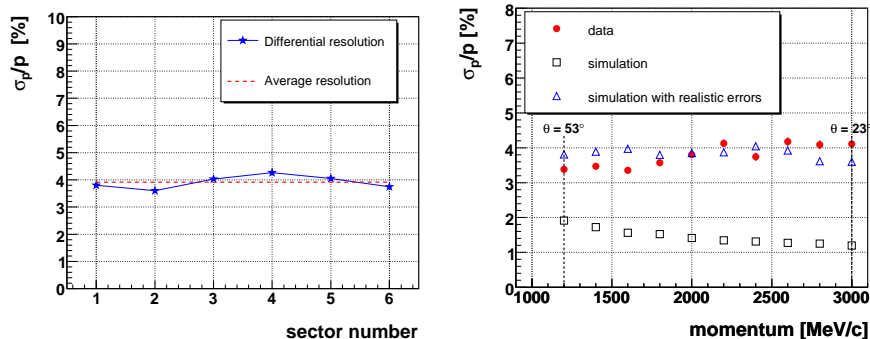 σp/p [%]
10
9
8
7
6
5
4
3
2
1
0
Differential resolution
Average resolution
1 2 3 4 5 6
sector number
σp/p [%]
8
7
6
5
4
3
2
1
0
data
simulation
simulation with realistic errors
θ = 53° θ = 23°
1000 1500 2000 2500 3000
momentum [MeV/c]